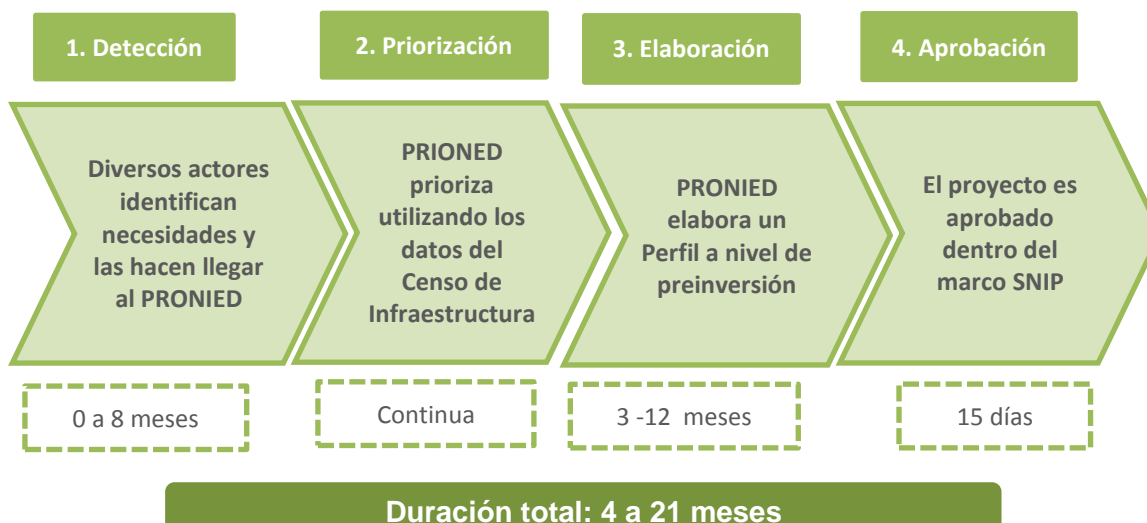 1. Detección
2. Priorización
3. Elaboración
4. Aprobación
Diversos actores
identifican
necesidades y
las hacen llegar
al PRONIED
PRIONED
prioriza
utilizando los
datos del
Censo de
Infraestructura
PRONIED
elabora un
Perfil a nivel de
preinversión
El proyecto es
aprobado
dentro del
marco SNIP
0 a 8 meses
Continua
3 -12 meses
15 días
Duración total: 4 a 21 meses